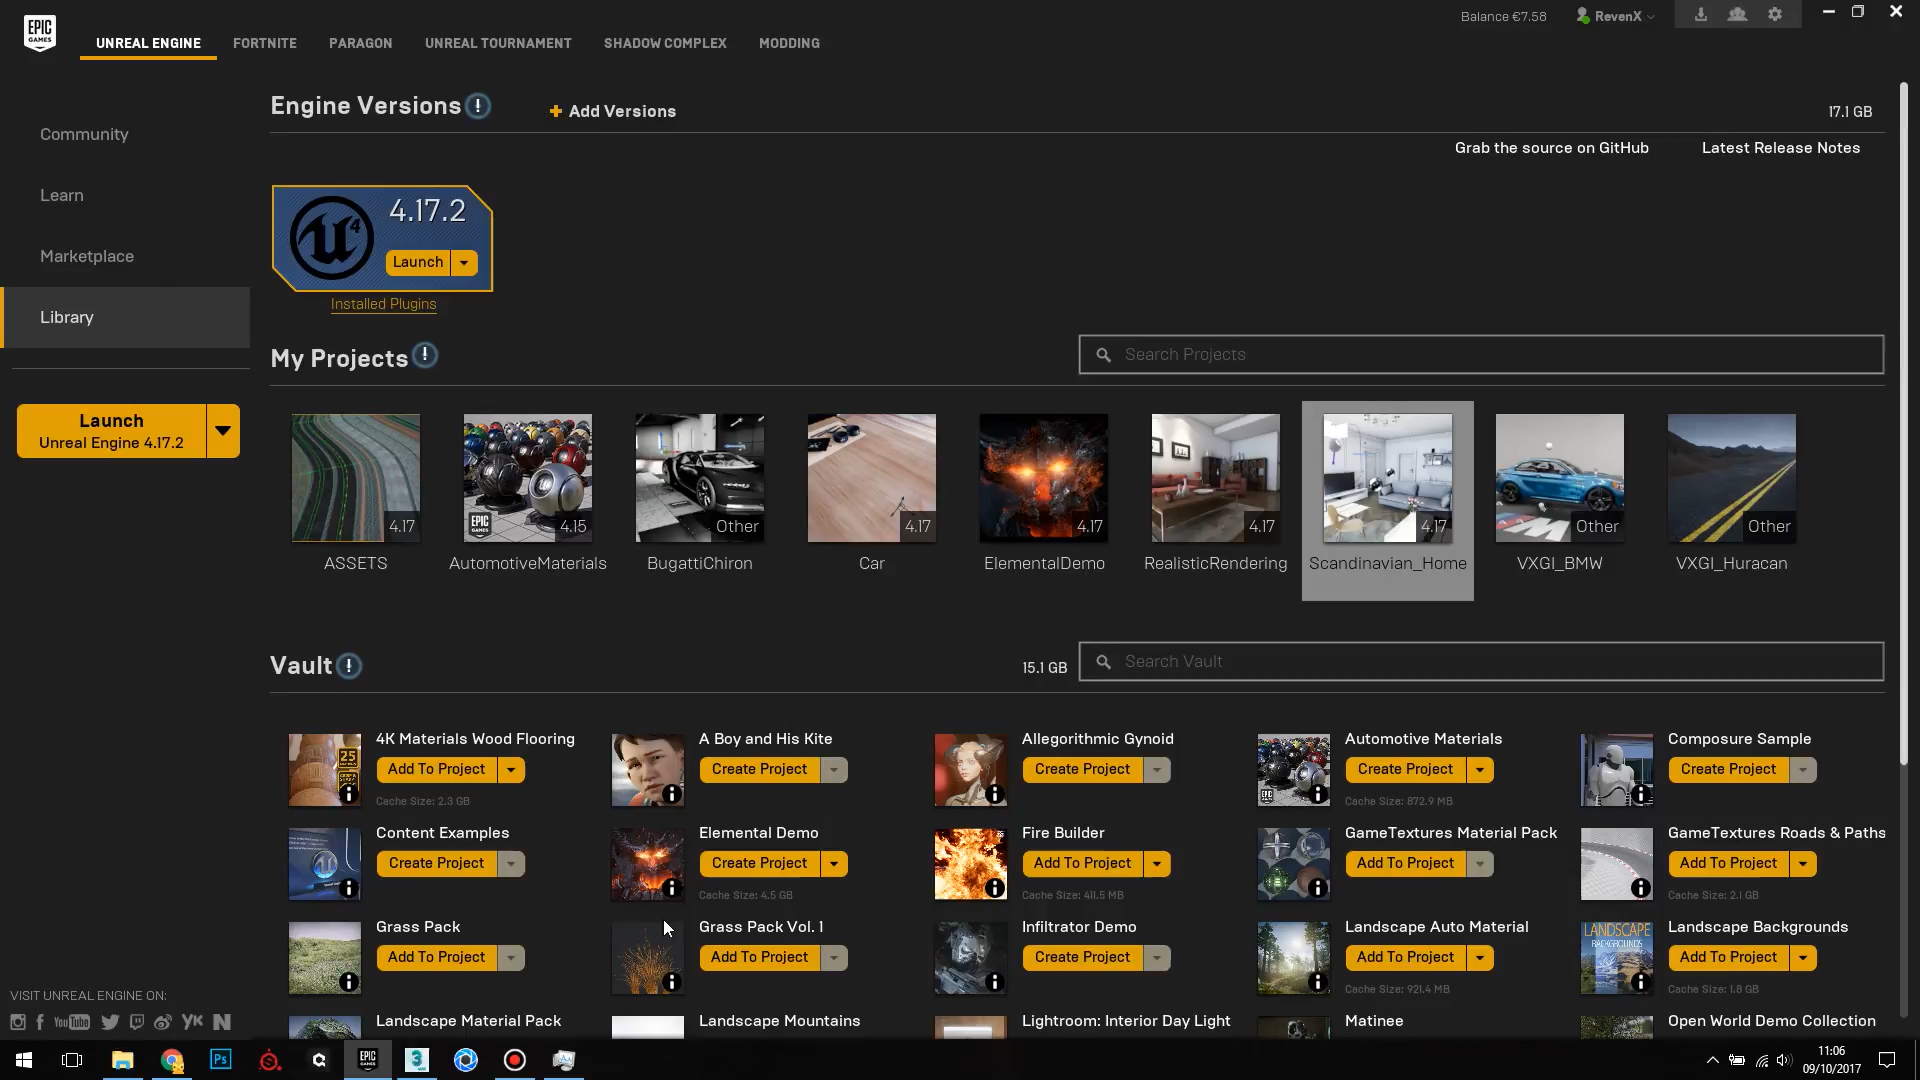 EPIC GAMES
UNREAL ENGINE
FORTNITE
PARAGON
UNREAL TOURNAMENT
SHADOW COMPLEX
MODDING
Balance €7.58
RevenX
Community
Learn
Marketplace
Library
Launch
Unreal Engine 4.17.2
Engine Versions
+ Add Versions
17.1 GB
Grab the source on GitHub
Latest Release Notes
4.17.2
Launch
Installed Plugins
My Projects
Search Projects
4.17
ASSETS
EPIC GAMES
4.15
AutomotiveMaterials
Other
BugattiChiron
4.17
Car
4.17
ElementalDemo
4.17
RealisticRendering
4.17
Scandinavian_Home
Other
VXGI_BMW
Other
VXGI_Huracan
Vault
15.1 GB
Search Vault
25
4K Materials Wood Flooring
Add To Project
Cache Size: 2.3 GB
A Boy and His Kite
Create Project
Allegorithmic Gynoid
Create Project
Automotive Materials
Create Project
Cache Size: 872.9 MB
Composure Sample
Create Project
Content Examples
Create Project
Elemental Demo
Create Project
Cache Size: 4.5 GB
Fire Builder
Add To Project
Cache Size: 411.5 MB
GameTextures Material Pack
Add To Project
GameTextures Roads & Paths
Add To Project
Cache Size: 2.1 GB
Grass Pack
Add To Project
Grass Pack Vol. 1
Add To Project
Infiltrator Demo
Create Project
Landscape Auto Material
Add To Project
Cache Size: 921.4 MB
LANDSCAPE
BACKGROUNDS
Landscape Backgrounds
Add To Project
Cache Size: 1.8 GB
Landscape Material Pack
Landscape Mountains
Lightroom: Interior Day Light
Matinee
Open World Demo Collection
VISIT UNREAL ENGINE ON:
YouTube
Ps
EPIC GAMES
3
11:06
09/10/2017